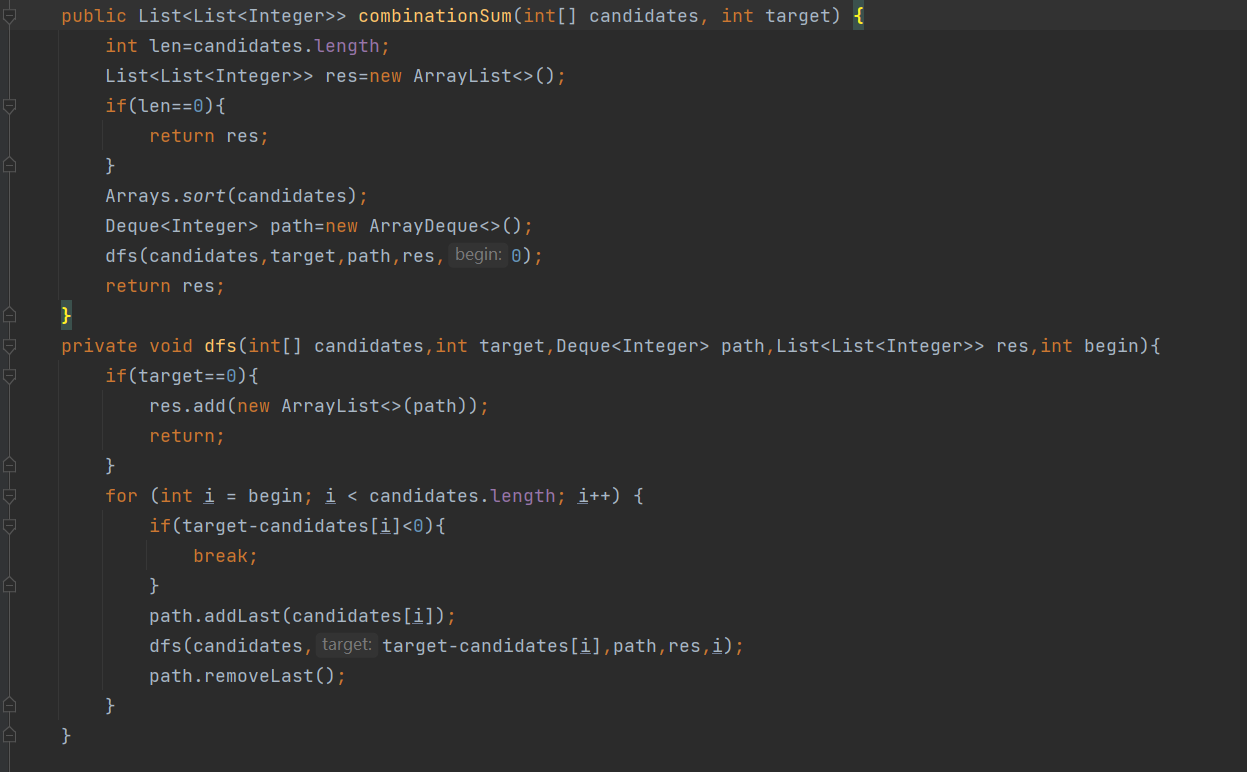 public List<List<Integer>> combinationSum(int[] candidates, int target) {
    int len=candidates.length;
    List<List<Integer>> res=new ArrayList<>();
    if(len==0){
        return res;
    }
    Arrays.sort(candidates);
    Deque<Integer> path=new ArrayDeque<>();
    dfs(candidates,target,path,res, begin: 0);
    return res;
}
private void dfs(int[] candidates,int target,Deque<Integer> path,List<List<Integer>> res,int begin){
    if(target==0){
        res.add(new ArrayList<>(path));
        return;
    }
    for (int i = begin; i < candidates.length; i++) {
        if(target-candidates[i]<0){
            break;
        }
        path.addLast(candidates[i]);
        dfs(candidates, target: target-candidates[i],path,res,i);
        path.removeLast();
    }
}